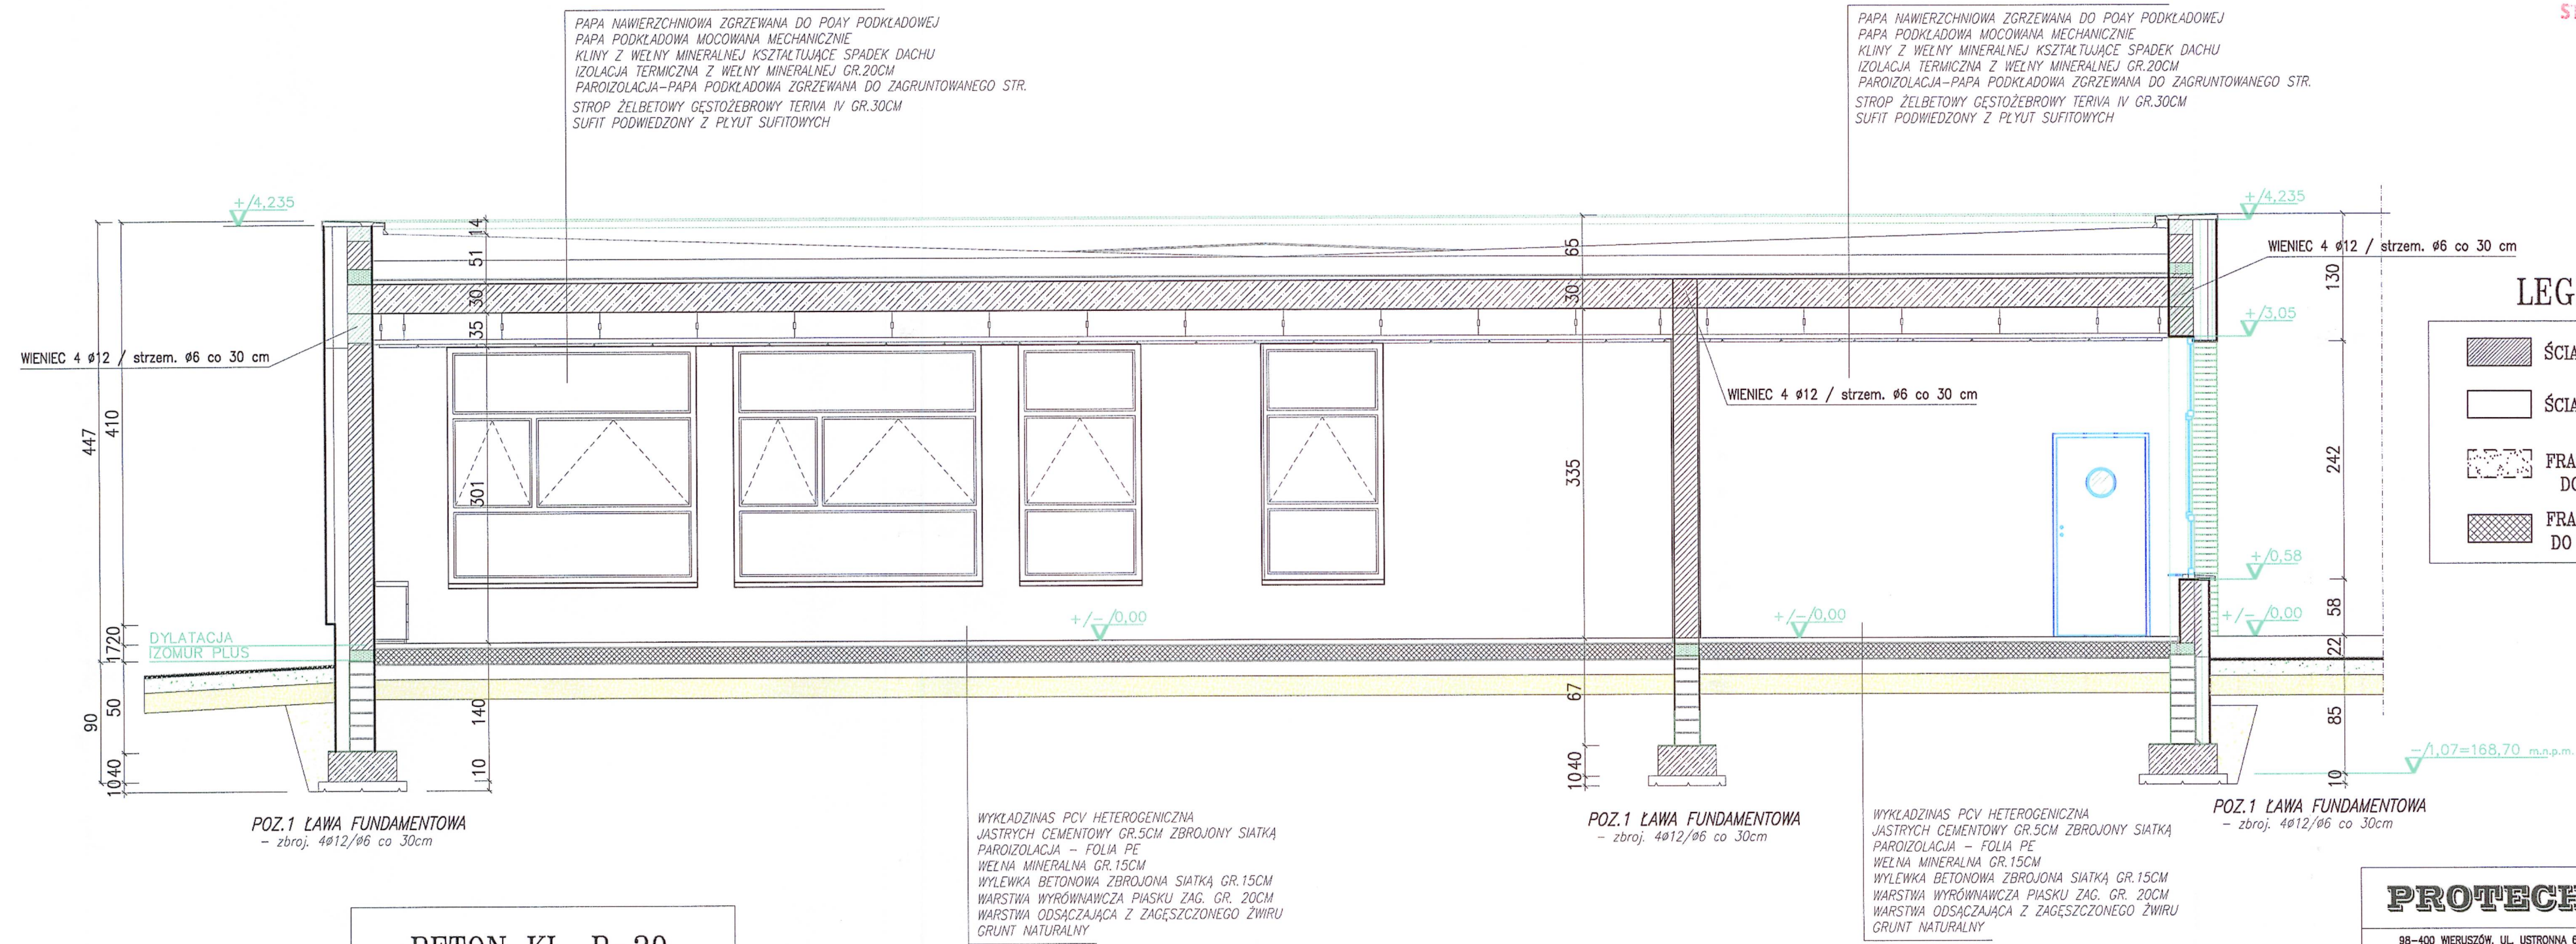 PAPA NAWIERZCHNIOWA ZGRZEWANA DO POAY PODKŁADOWEJ
PAPA PODKŁADOWA MOCOWANA MECHANICZNIE
KLINY Z WEŁNY MINERALNEJ KSZTAŁTUJĄCE SPADEK DACHU
IZOLACJA TERMICZNA Z WEŁNY MINERALNEJ GR.20CM
PAROIZOLACJA-PAPA PODKŁADOWA ZGRZEWANA DO ZAGRUNTOWANEGO STR.
STROP ŻELBETOWY GĘSTOŻEBROWY TERIVA IV GR.30CM
SUFIT PODWIEDZONY Z PŁYUT SUFITOWYCH
PAPA NAWIERZCHNIOWA ZGRZEWANA DO POAY PODKŁADOWEJ
PAPA PODKŁADOWA MOCOWANA MECHANICZNIE
KLINY Z WEŁNY MINERALNEJ KSZTAŁTUJĄCE SPADEK DACHU
IZOLACJA TERMICZNA Z WEŁNY MINERALNEJ GR.20CM
PAROIZOLACJA-PAPA PODKŁADOWA ZGRZEWANA DO ZAGRUNTOWANEGO STR.
STROP ŻELBETOWY GĘSTOŻEBROWY TERIVA IV GR.30CM
SUFIT PODWIEDZONY Z PŁYUT SUFITOWYCH
+/4,235
+/4,235
14
51
30
35
301
140
10
65
30
335
67
40
10
130
242
58
22
85
10
447
90
410
20
17
50
40
10
WIENIEC 4 ø12 / strzem. ø6 co 30 cm
WIENIEC 4 ø12 / strzem. ø6 co 30 cm
WIENIEC 4 ø12 / strzem. ø6 co 30 cm
+/3,05
+/0,58
+/-/0,00
+/-/0,00
+/-/0,00
-/1,07=168,70 m.n.p.m.
LEG
ŚCIA
ŚCIA
FRA
DO
FRA
DO
DYLATACJA
IZOMUR PLUS
POZ.1 ŁAWA FUNDAMENTOWA
- zbroj. 4ø12/ø6 co 30cm
POZ.1 ŁAWA FUNDAMENTOWA
- zbroj. 4ø12/ø6 co 30cm
POZ.1 ŁAWA FUNDAMENTOWA
- zbroj. 4ø12/ø6 co 30cm
WYKŁADZINAS PCV HETEROGENICZNA
JASTRYCH CEMENTOWY GR.5CM ZBROJONY SIATKĄ
PAROIZOLACJA - FOLIA PE
WEŁNA MINERALNA GR.15CM
WYLEWKA BETONOWA ZBROJONA SIATKĄ GR.15CM
WARSTWA WYRÓWNAWCZA PIASKU ZAG. GR. 20CM
WARSTWA ODSĄCZAJĄCA Z ZAGĘSZCZONEGO ŻWIRU
GRUNT NATURALNY
WYKŁADZINAS PCV HETEROGENICZNA
JASTRYCH CEMENTOWY GR.5CM ZBROJONY SIATKĄ
PAROIZOLACJA - FOLIA PE
WEŁNA MINERALNA GR.15CM
WYLEWKA BETONOWA ZBROJONA SIATKĄ GR.15CM
WARSTWA WYRÓWNAWCZA PIASKU ZAG. GR. 20CM
WARSTWA ODSĄCZAJĄCA Z ZAGĘSZCZONEGO ŻWIRU
GRUNT NATURALNY
PROTECH
98-400 WIERUSZÓW, UL. USTRONNA